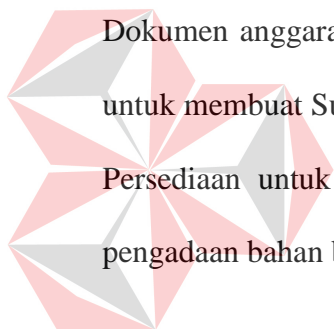 Dokumen anggara
untuk membuat Su
Persediaan untuk
pengadaan bahan b